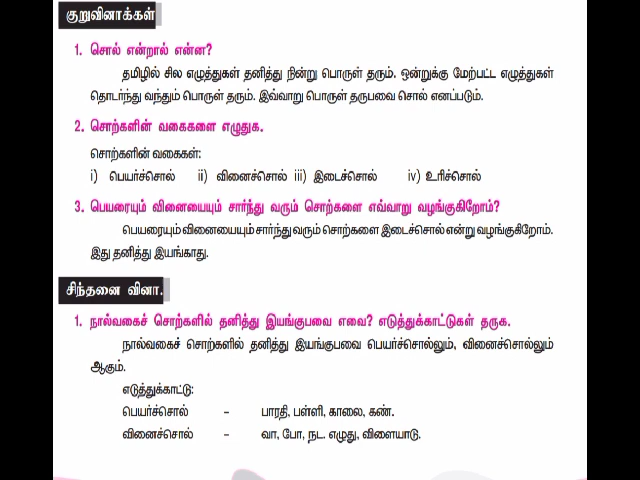 குறுவினாக்கள்
1. சொல் என்றால் என்ன?
தமிழில் சில எழுத்துகள் தனித்து நின்று பொருள் தரும். ஒன்றுக்கு மேற்பட்ட எழுத்துகள்
தொடர்ந்து வந்தும் பொருள் தரும். இவ்வாறு பொருள் தருபவை சொல் எனப்படும்.
2. சொற்களின் வகைகளை எழுதுக.
சொற்களின் வகைகள்:
i) பெயர்ச்சொல் ii) வினைச்சொல் iii) இடைச்சொல் iv) உரிச்சொல்
3. பெயரையும் வினையையும் சார்ந்து வரும் சொற்களை எவ்வாறு வழங்குகிறோம்?
பெயரையும் வினையையும் சார்ந்து வரும் சொற்களை இடைச்சொல் என்று வழங்குகிறோம்.
இது தனித்து இயங்காது.
சிந்தனை வினா.
1. நால்வகைச் சொற்களில் தனித்து இயங்குபவை எவை? எடுத்துக்காட்டுகள் தருக.
நால்வகைச் சொற்களில் தனித்து இயங்குபவை பெயர்ச்சொல்லும், வினைச்சொல்லும்
ஆகும்.
எடுத்துக்காட்டு:
பெயர்ச்சொல் – பாரதி, பள்ளி, காலை, கண்.
வினைச்சொல் – வா, போ, நட. எழுது, விளையாடு.